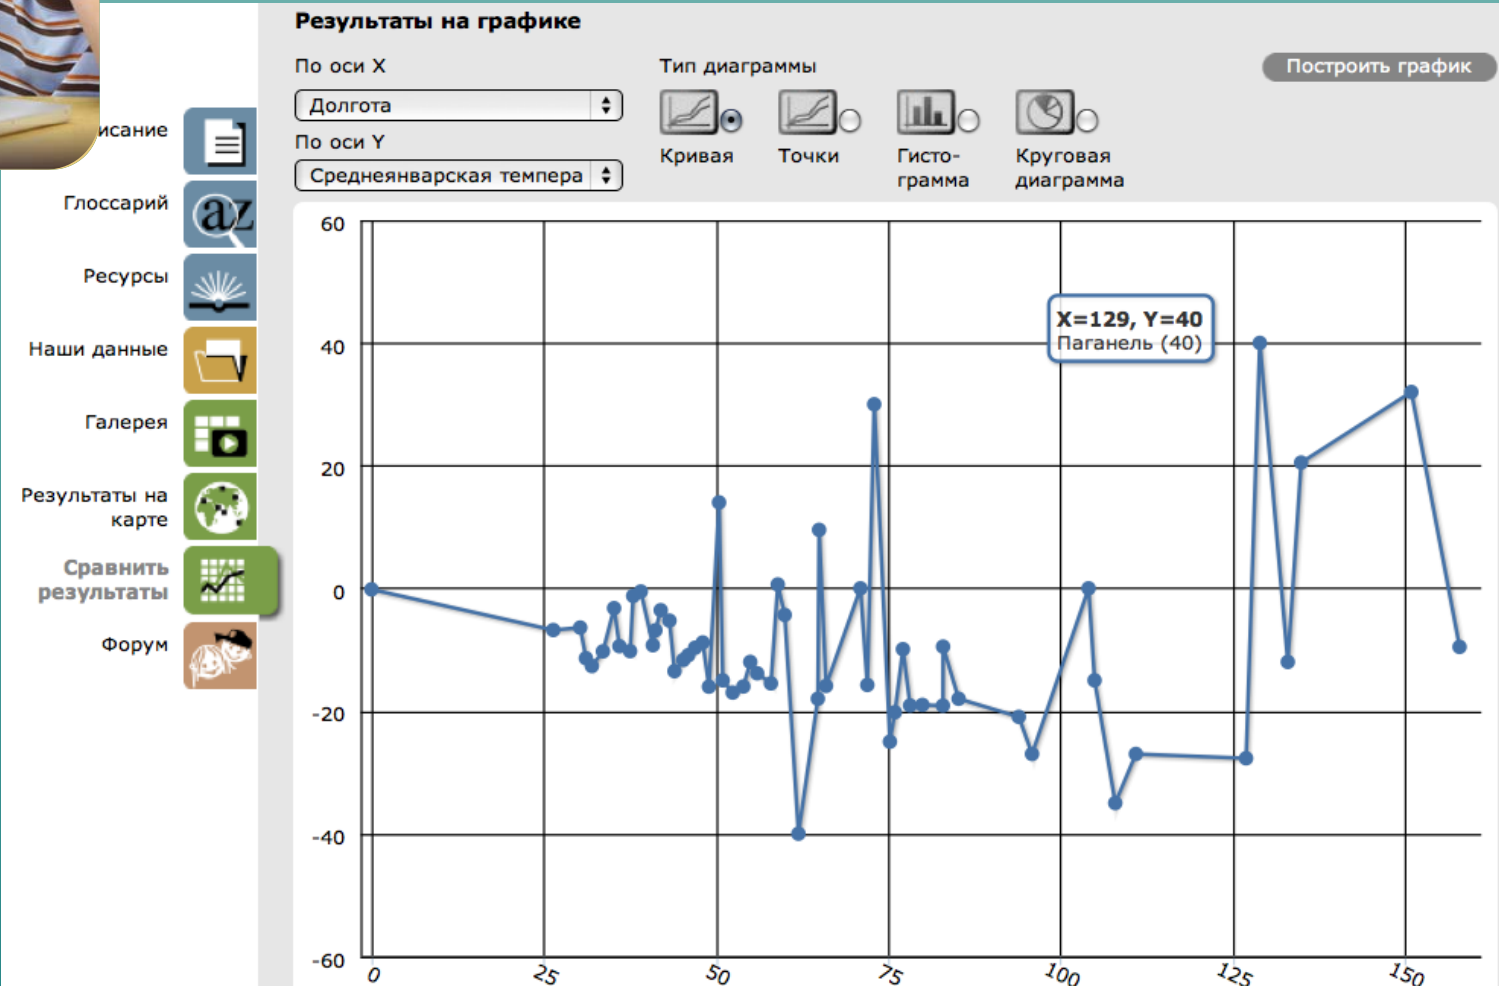 Результаты на графике
По оси X
Тип диаграммы
Построить график
Долгота
По оси Y
Среднеянварская темпера
Кривая
Точки
Гисто-
грамма
Круговая
диаграмма
исание
Глоссарий
az
Ресурсы
Наши данные
Галерея
Результаты на
карте
Сравнить
результаты
Форум
60
40
20
0
-20
-40
-60
X=129, Y=40
Паганель (40)
0
25
50
75
100
125
150